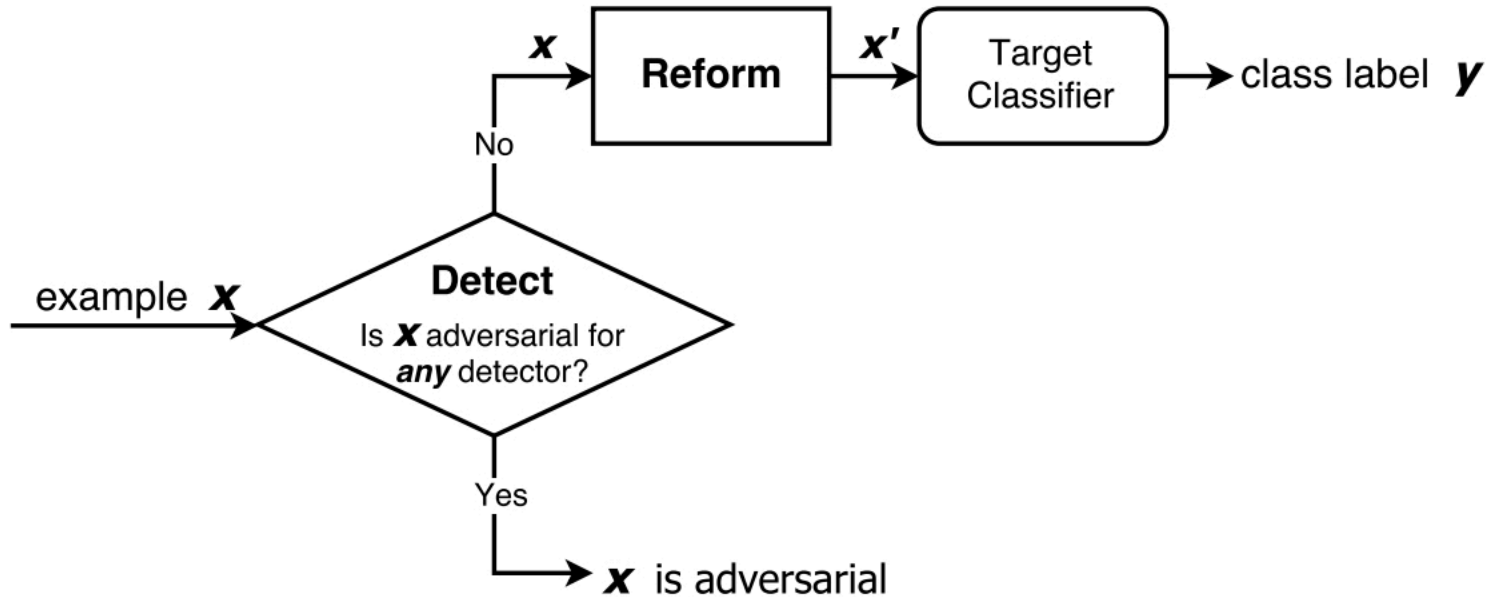 x
Reform
x'
Target
Classifier
class label y
No
example x
Detect
Is x adversarial for
any detector?
Yes
x is adversarial